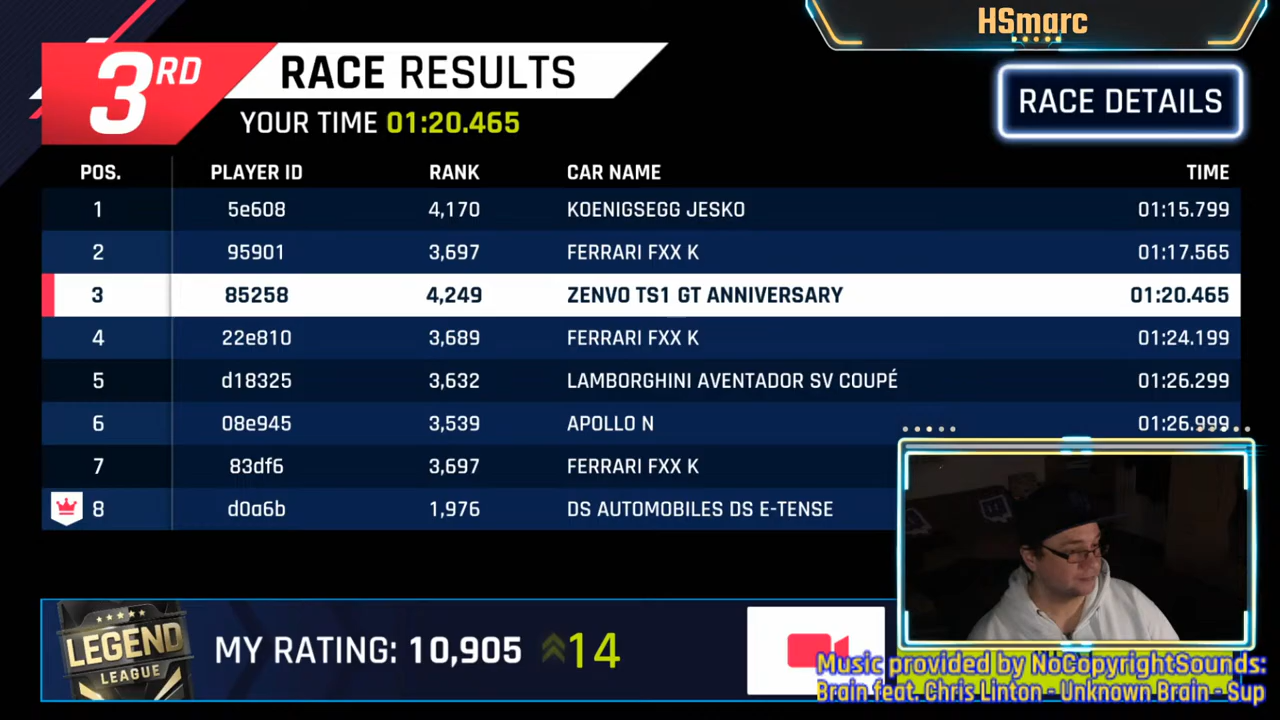 HSmarc
3RD
RACE RESULTS
RACE DETAILS
YOUR TIME 01:20.465
POS. PLAYER ID RANK CAR NAME TIME
1 5e608 4,170 KOENIGSEGG JESKO 01:15.799
2 95901 3,697 FERRARI FXX K 01:17.565
3 85258 4,249 ZENVO TS1 GT ANNIVERSARY 01:20.465
4 22e810 3,689 FERRARI FXX K 01:24.199
5 d18325 3,632 LAMBORGHINI AVENTADOR SV COUPÉ 01:26.299
6 08e945 3,539 APOLLO N 01:26.999
7 83df6 3,697 FERRARI FXX K
8 d0a6b 1,976 DS AUTOMOBILES DS E-TENSE
LEGEND
LEAGUE
MY RATING: 10,905 14
Music provided by NoCopyrightSounds:
Brain feat. Chris Linton - Unknown Brain - Sup